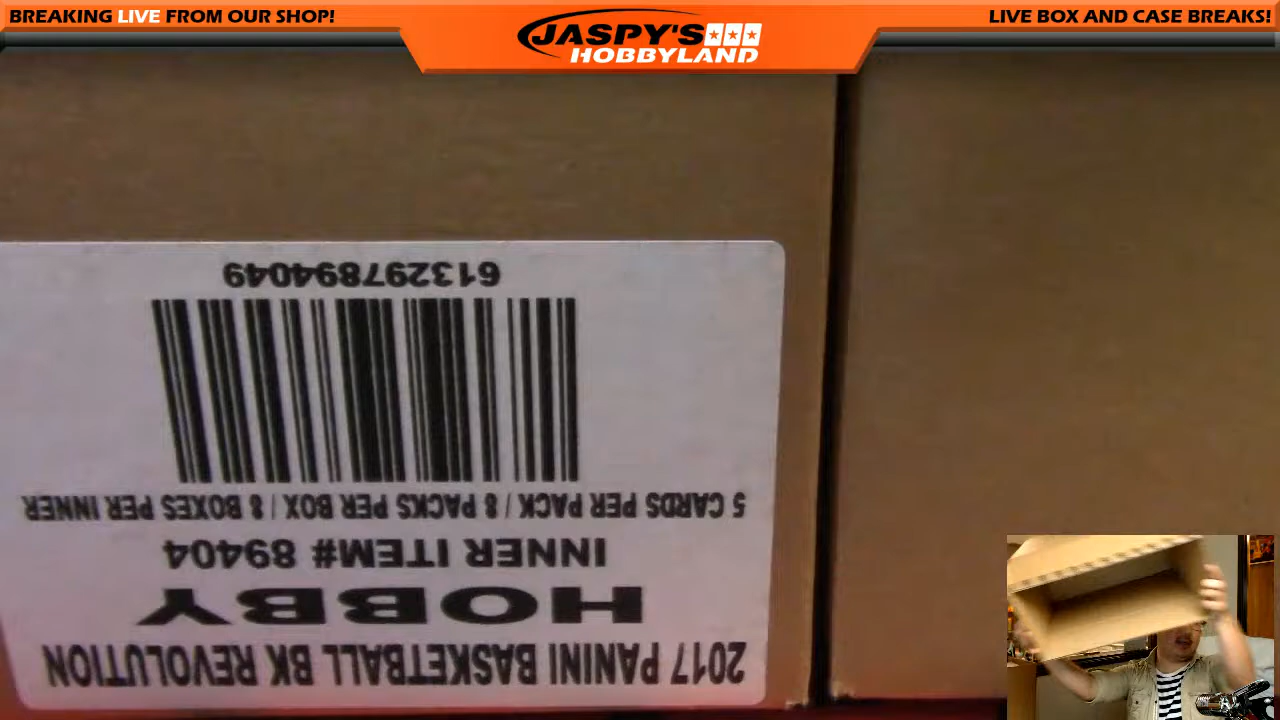 BREAKING LIVE FROM OUR SHOP!
JASPY'S
HOBBYLAND
LIVE BOX AND CASE BREAKS!
2017 PANINI BASKETBALL BK REVOLUTION
HOBBY
INNER ITEM# 89404
5 CARDS PER PACK / 8 PACKS PER BOX / 8 BOXES PER INNER
613297894049